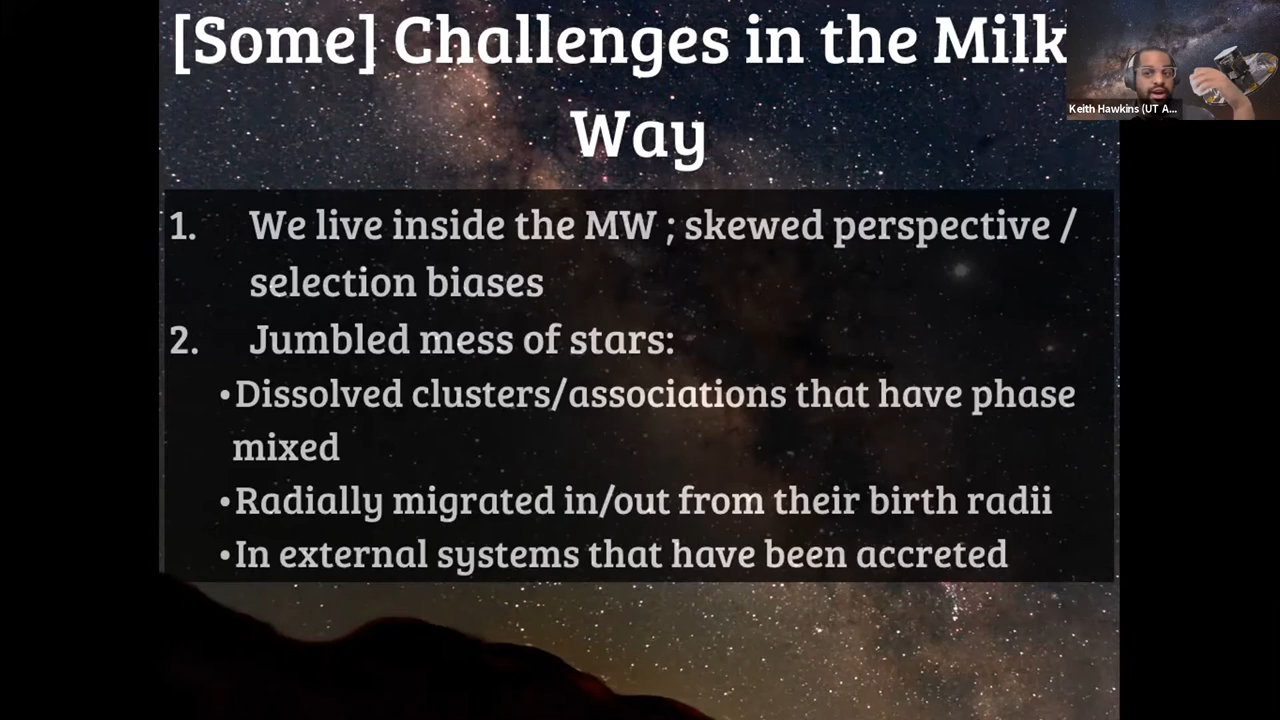 [Some] Challenges in the Milk
Way
Keith Hawkins (UT A...
1. We live inside the MW ; skewed perspective /
selection biases
2. Jumbled mess of stars:
•Dissolved clusters/associations that have phase
mixed
•Radially migrated in/out from their birth radii
•In external systems that have been accreted